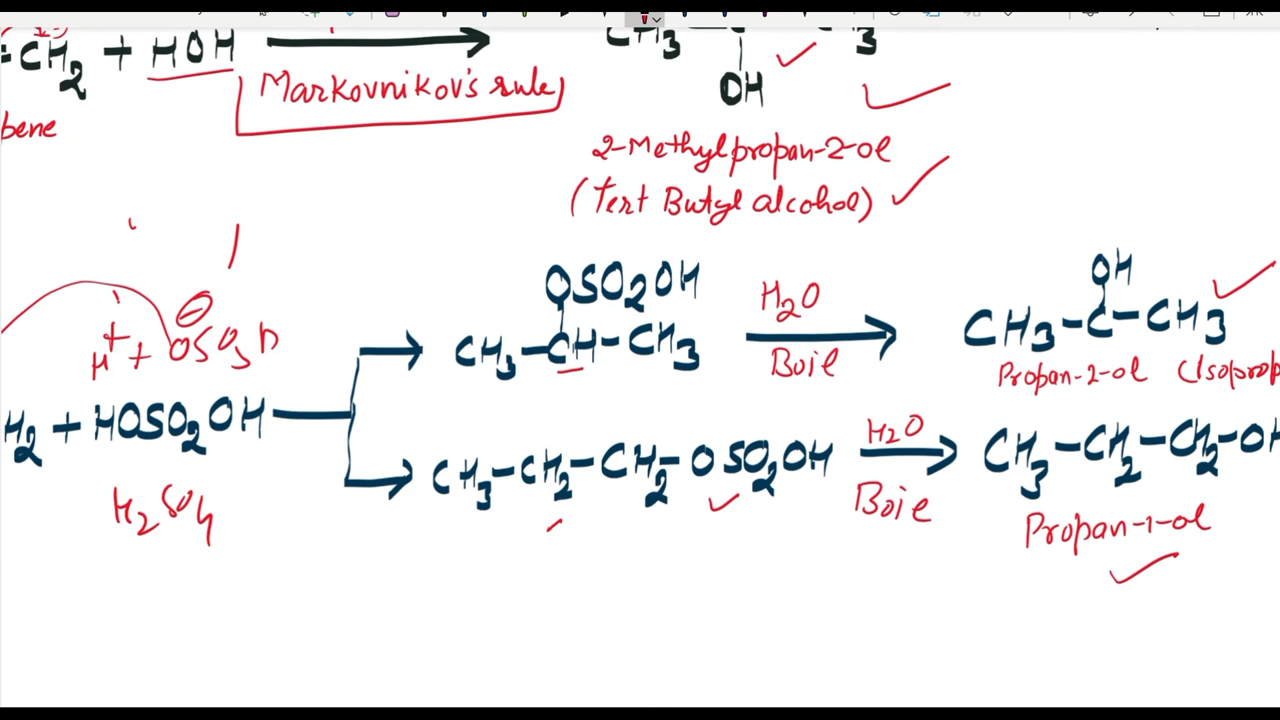 =CH2 + HOH CH3 – C CH3
OH
Markovnikov's rule
bene
2-Methylpropan-2-ol
(Tert Butyl alcohol)
H+ + OSO3H
H2 + HOSO2OH
H2SO4
OSO2OH
CH3–CH–CH3
H2O
Boil
OH
CH3–C–CH3
Propan-2-ol (Isoprop
CH3–CH2–CH2–OSO2OH
H2O
Boil
CH3–CH2–CH2–OH
Propan-1-ol